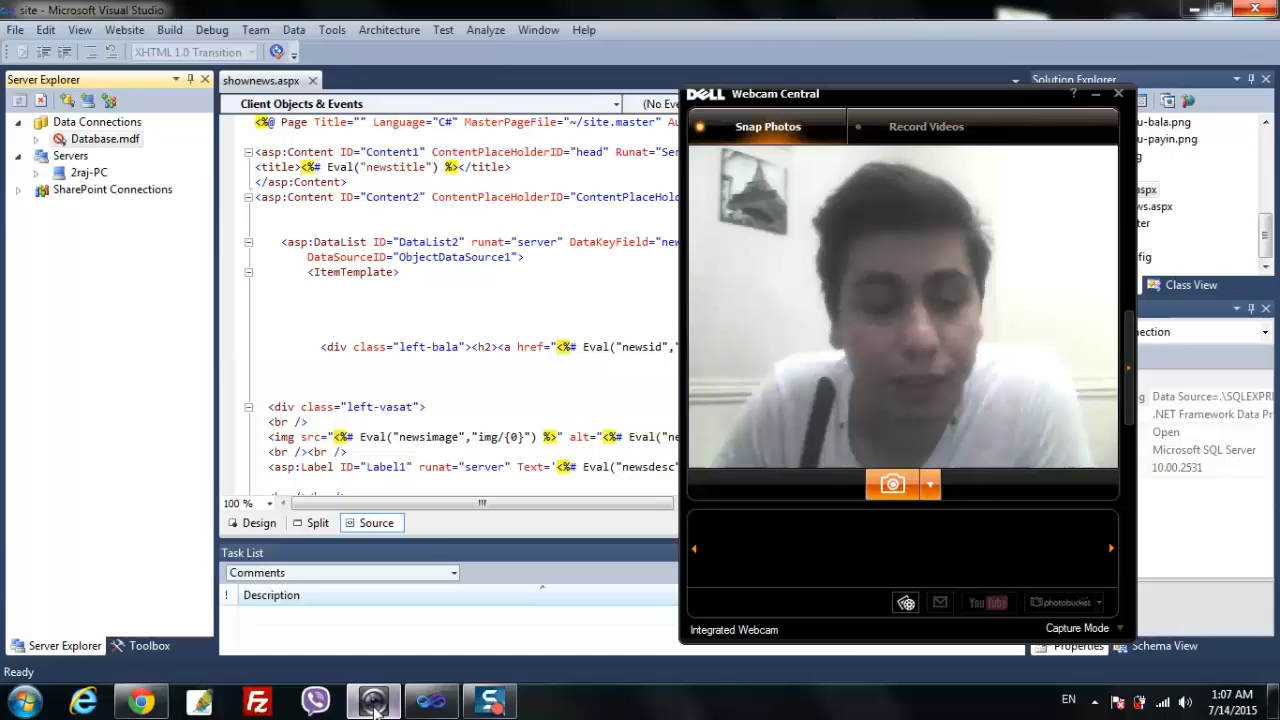 site - Microsoft Visual Studio
File Edit View Website Build Debug Team Data Tools Architecture Test Analyze Window Help
XHTML 1.0 Transition
Server Explorer
Data Connections
Database.mdf
Servers
2raj-PC
SharePoint Connections
Server Explorer
Toolbox
shownews.aspx
Client Objects & Events
(No Eve
<%@ Page Title="" Language="C#" MasterPageFile="~/site.master" Au
<asp:Content ID="Content1" ContentPlaceHolderID="head" Runat="Ser
<title><%# Eval("newstitle") %></title>
</asp:Content>
<asp:Content ID="Content2" ContentPlaceHolderID="ContentPlaceHol
<asp:DataList ID="DataList2" runat="server" DataKeyField="new
DataSourceID="ObjectDataSource1">
<ItemTemplate>
<div class="left-bala"><h2><a href="<%# Eval("newsid","
<div class="left-vasat">
<br />
<img src="<%# Eval("newsimage","img/{0}") %>" alt="<%# Eval("ne
<br /><br />
<asp:Label ID="Label1" runat="server" Text='<%# Eval("newsdesc"
100 %
Design
Split
Source
Task List
Comments
! Description
DELL Webcam Central
Snap Photos
Record Videos
YouTube
photobucket
Integrated Webcam
Capture Mode
Solution Explorer
u-bala.png
u-payin.png
g
aspx
ws.aspx
ter
fig
Class View
nection
ng Data Source=.\SQLEXPRE
.NET Framework Data Pr
Open
Microsoft SQL Server
10.00.2531
Properties
Schema View
Ready
EN
1:07 AM
7/14/2015